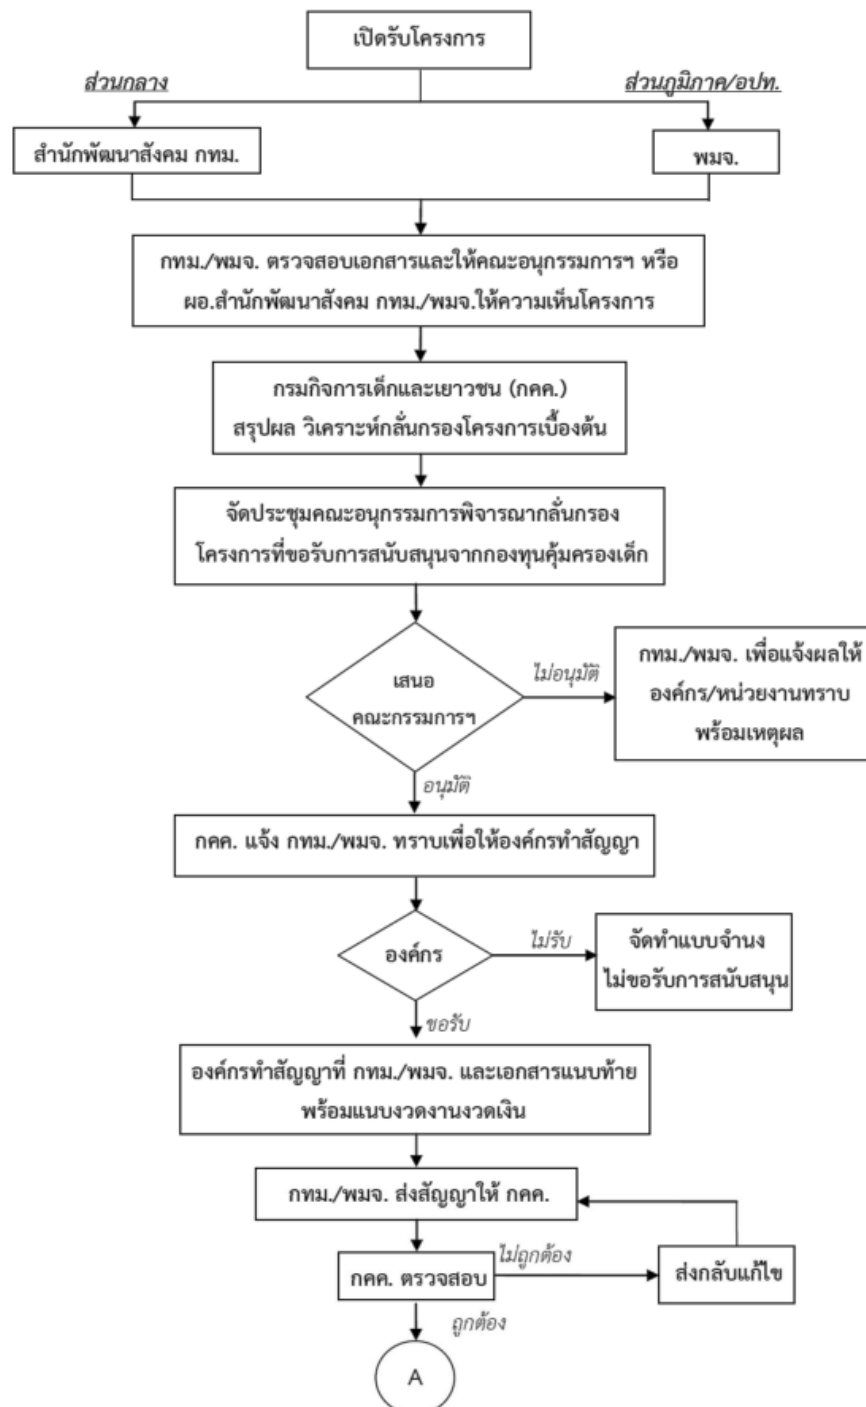 เปิดรับโครงการ
ส่วนกลาง
ส่วนภูมิภาค/อปท.
สำนักพัฒนาสังคม กทม.
พมจ.
กทม./พมจ. ตรวจสอบเอกสารและให้คณะอนุกรรมการฯ หรือ
ผอ.สำนักพัฒนาสังคม กทม./พมจ.ให้ความเห็นโครงการ
กรมกิจการเด็กและเยาวชน (กคค.)
สรุปผล วิเคราะห์กลั่นกรองโครงการเบื้องต้น
จัดประชุมคณะอนุกรรมการพิจารณากลั่นกรอง
โครงการที่ขอรับการสนับสนุนจากกองทุนคุ้มครองเด็ก
เสนอ
คณะกรรมการฯ
ไม่อนุมัติ
กทม./พมจ. เพื่อแจ้งผลให้
องค์กร/หน่วยงานทราบ
พร้อมเหตุผล
อนุมัติ
กคค. แจ้ง กทม./พมจ. ทราบเพื่อให้องค์กรทำสัญญา
องค์กร
ไม่รับ
จัดทำแบบจำนง
ไม่ขอรับการสนับสนุน
ขอรับ
องค์กรทำสัญญาที่ กทม./พมจ. และเอกสารแนบท้าย
พร้อมแนบงวดงานงวดเงิน
กทม./พมจ. ส่งสัญญาให้ กคค.
กคค. ตรวจสอบ
ไม่ถูกต้อง
ส่งกลับแก้ไข
ถูกต้อง
A